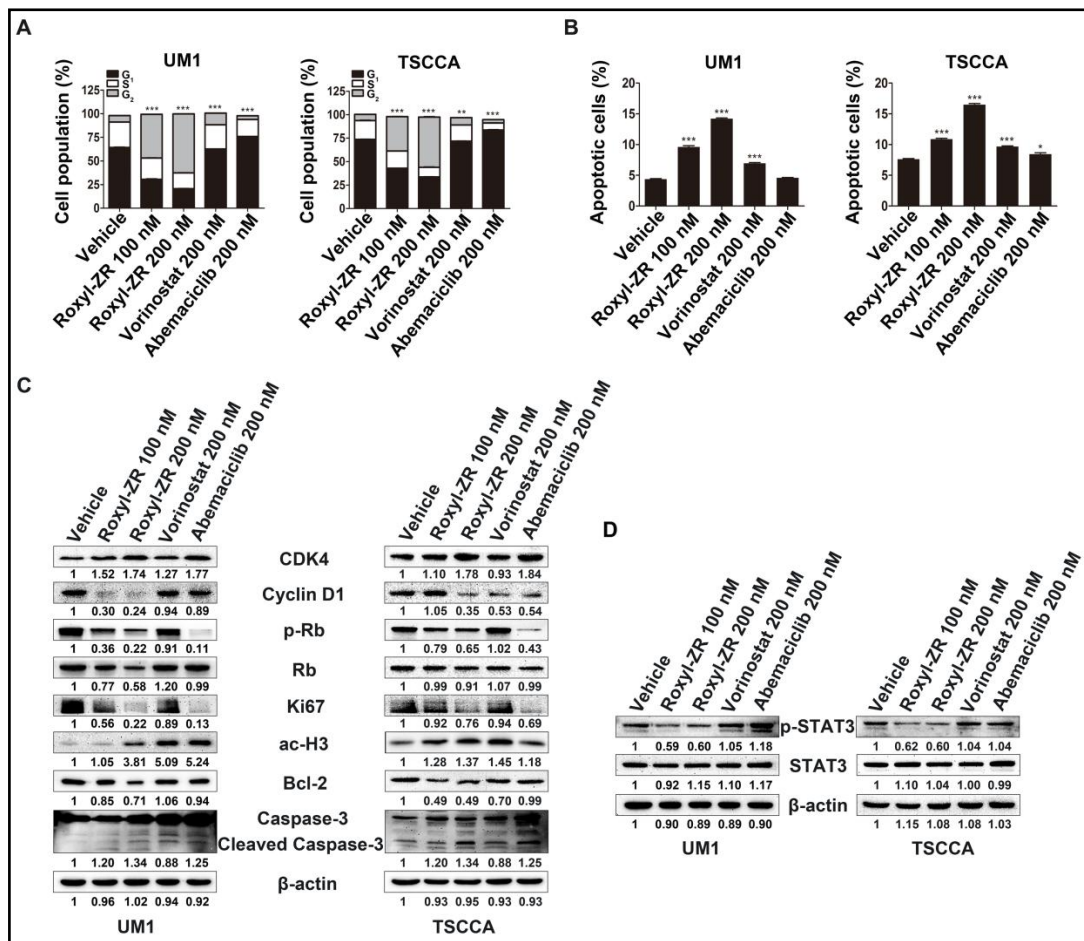 A
UM1
Cell population (%)
125
100
75
50
25
0
G1
S
G2
***
***
***
***
Vehicle
Roxyl-ZR 100 nM
Roxyl-ZR 200 nM
Vorinostat 200 nM
Abemaciclib 200 nM
TSCCA
Cell population (%)
125
100
75
50
25
0
G1
S
G2
***
***
**
***
Vehicle
Roxyl-ZR 100 nM
Roxyl-ZR 200 nM
Vorinostat 200 nM
Abemaciclib 200 nM
B
UM1
Apoptotic cells (%)
20
15
10
5
0
***
***
***
Vehicle
Roxyl-ZR 100 nM
Roxyl-ZR 200 nM
Vorinostat 200 nM
Abemaciclib 200 nM
TSCCA
Apoptotic cells (%)
20
15
10
5
0
***
***
***
*
Vehicle
Roxyl-ZR 100 nM
Roxyl-ZR 200 nM
Vorinostat 200 nM
Abemaciclib 200 nM
C
Vehicle
Roxyl-ZR 100 nM
Roxyl-ZR 200 nM
Vorinostat 200 nM
Abemaciclib 200 nM
Vehicle
Roxyl-ZR 100 nM
Roxyl-ZR 200 nM
Vorinostat 200 nM
Abemaciclib 200 nM
CDK4
1 1.52 1.74 1.27 1.77 1 1.10 1.78 0.93 1.84
Cyclin D1
1 0.30 0.24 0.94 0.89 1 1.05 0.35 0.53 0.54
p-Rb
1 0.36 0.22 0.91 0.11 1 0.79 0.65 1.02 0.43
Rb
1 0.77 0.58 1.20 0.99 1 0.99 0.91 1.07 0.99
Ki67
1 0.56 0.22 0.89 0.13 1 0.92 0.76 0.94 0.69
ac-H3
1 1.05 3.81 5.09 5.24 1 1.28 1.37 1.45 1.18
Bcl-2
1 0.85 0.71 1.06 0.94 1 0.49 0.49 0.70 0.99
Caspase-3
Cleaved Caspase-3
1 1.20 1.34 0.88 1.25 1 1.20 1.34 0.88 1.25
β-actin
1 0.96 1.02 0.94 0.92 1 0.93 0.95 0.93 0.93
UM1 TSCCA
D
Vehicle
Roxyl-ZR 100 nM
Roxyl-ZR 200 nM
Vorinostat 200 nM
Abemaciclib 200 nM
Vehicle
Roxyl-ZR 100 nM
Roxyl-ZR 200 nM
Vorinostat 200 nM
Abemaciclib 200 nM
p-STAT3
1 0.59 0.60 1.05 1.18 1 0.62 0.60 1.04 1.04
STAT3
1 0.92 1.15 1.10 1.17 1 1.10 1.04 1.00 0.99
β-actin
1 0.90 0.89 0.89 0.90 1 1.15 1.08 1.08 1.03
UM1 TSCCA